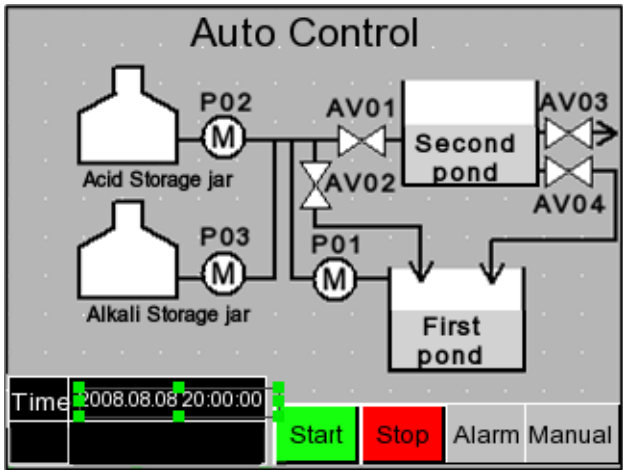 Auto Control
P02
M
AV01
AV03
Second
pond
Acid Storage jar
AV02
AV04
P03
M
P01
M
Alkali Storage jar
First
pond
Time 2008.08.08 20:00:00
Start Stop Alarm Manual